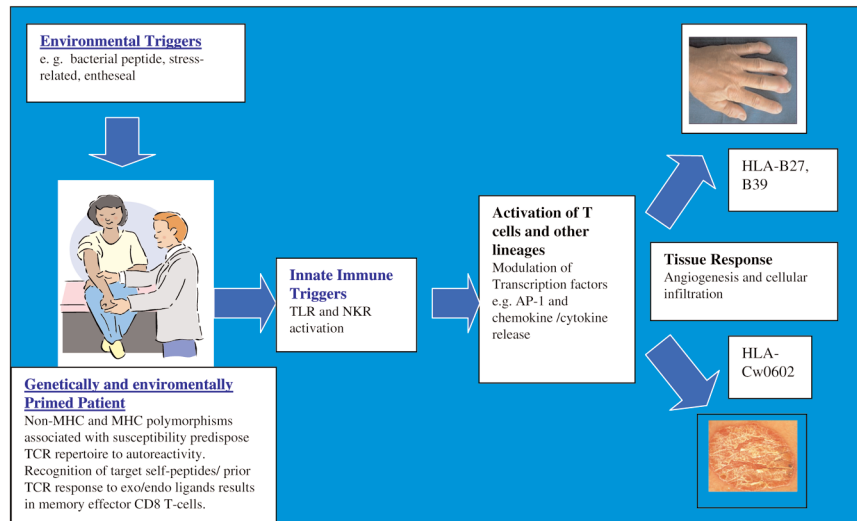 Environmental Triggers
e. g. bacterial peptide, stress-
related, entheseal
Genetically and enviromentally
Primed Patient
Non-MHC and MHC polymorphisms
associated with susceptibility predispose
TCR repertoire to autoreactivity.
Recognition of target self-peptides/ prior
TCR response to exo/endo ligands results
in memory effector CD8 T-cells.
Innate Immune
Triggers
TLR and NKR
activation
Activation of T
cells and other
lineages
Modulation of
Transcription factors
e.g. AP-1 and
chemokine /cytokine
release
HLA-B27,
B39
Tissue Response
Angiogenesis and cellular
infiltration
HLA-
Cw0602